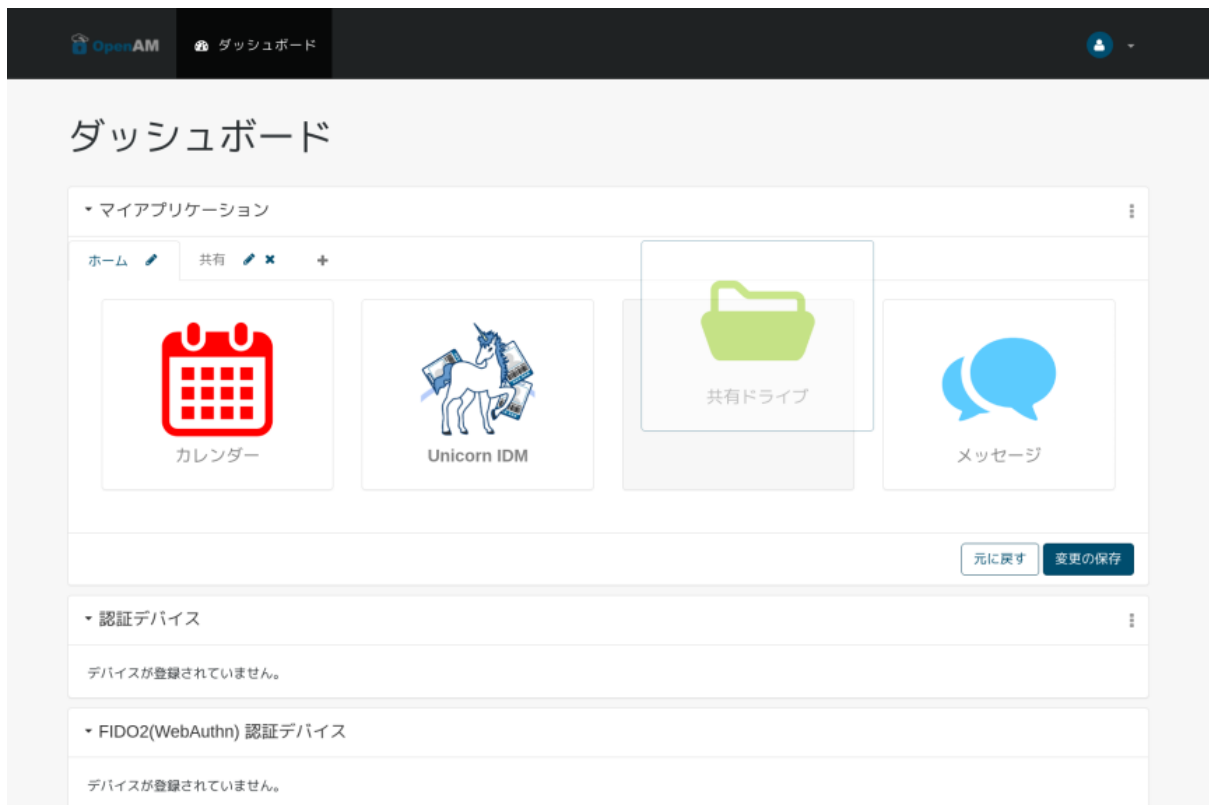 OpenAM ダッシュボード
ダッシュボード
マイアプリケーション
ホーム 共有
カレンダー Unicorn IDM 共有ドライブ メッセージ
元に戻す 変更の保存
認証デバイス
デバイスが登録されていません。
FIDO2(WebAuthn) 認証デバイス
デバイスが登録されていません。